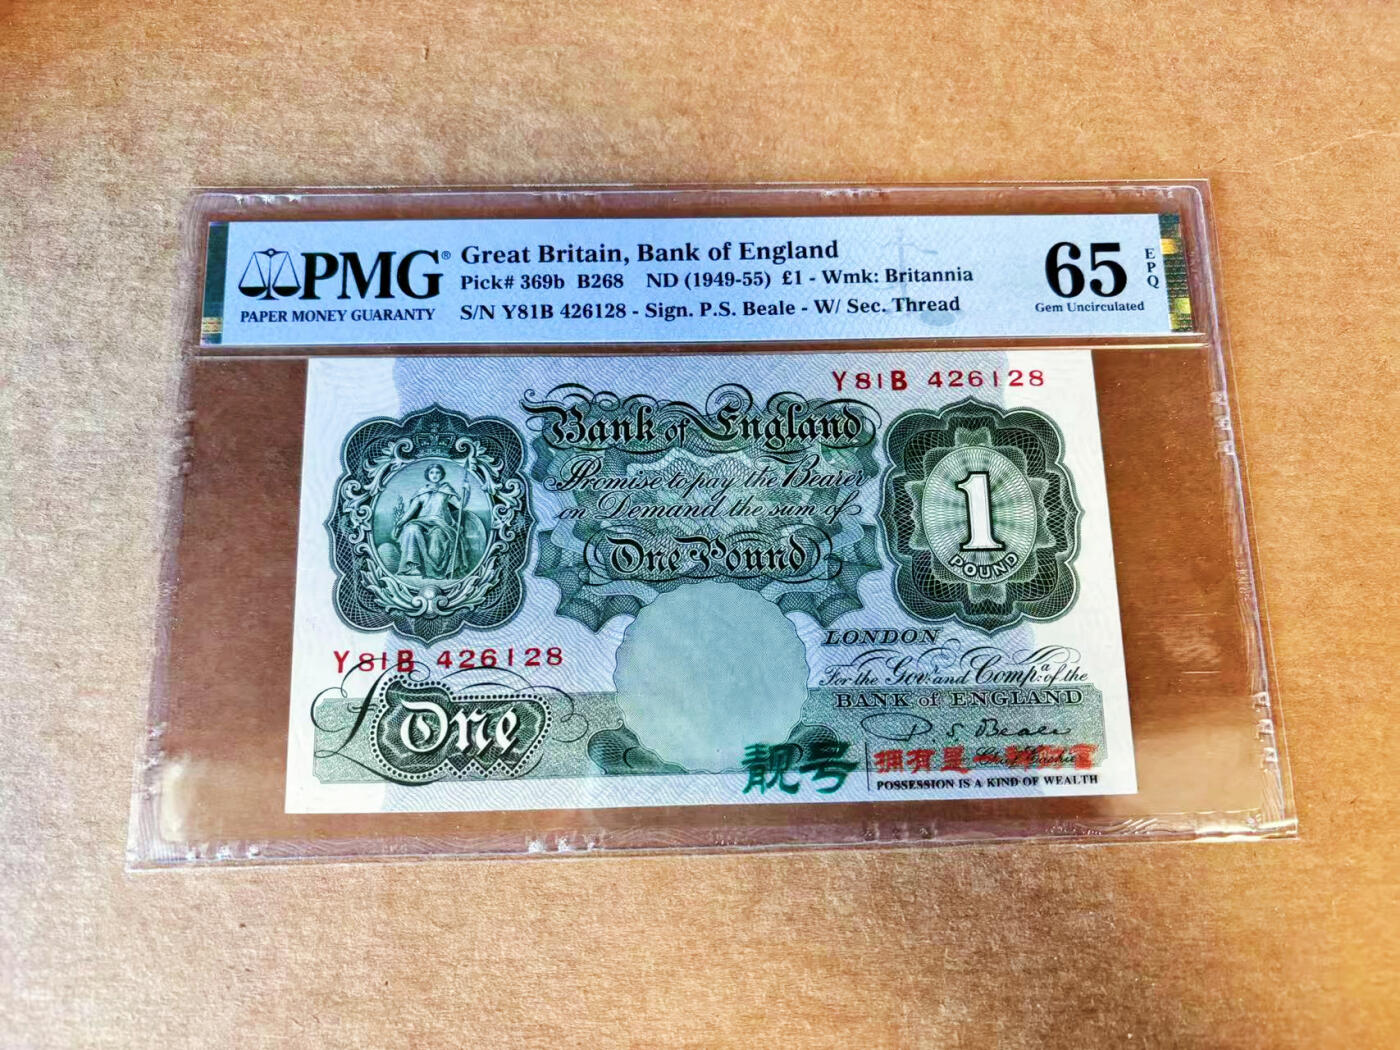 PMG®
PAPER MONEY GUARANTY
Great Britain, Bank of England
Pick# 369b B268 ND (1949-55) £1 - Wmk: Britannia
S/N Y81B 426128 - Sign. P.S. Beale - W/ Sec. Thread
65
EPQ
Gem Uncirculated
Y81B 426128
Bank of England
Promise to pay the Bearer
on Demand the sum of
One Pound
1
POUND
LONDON
For the Govr. and Compa. of the
BANK of ENGLAND
P. S. Beale
Chief Cashier
Y81B 426128
£One
靓号
拥有是一种财富
POSSESSION IS A KIND OF WEALTH